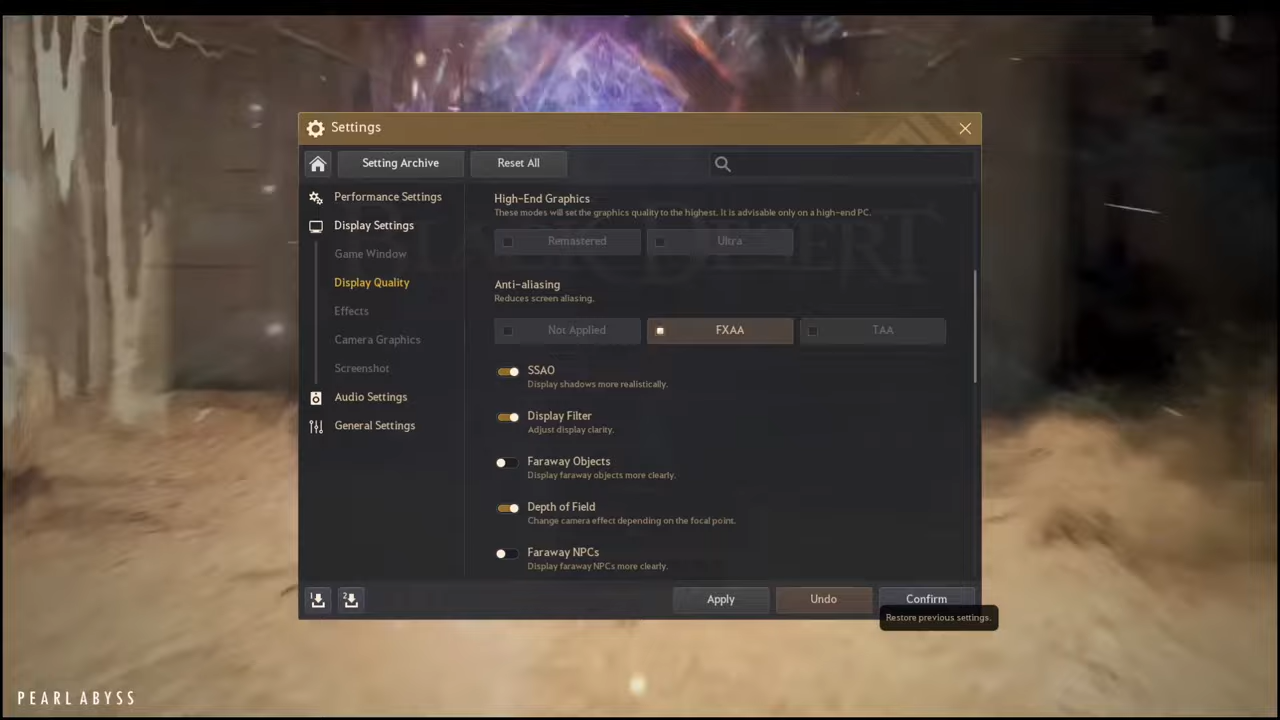 Settings
Setting Archive
Reset All
Performance Settings
Display Settings
Game Window
Display Quality
Effects
Camera Graphics
Screenshot
Audio Settings
General Settings
High-End Graphics
These modes will set the graphics quality to the highest. It is advisable only on a high-end PC.
Remastered
Ultra
Anti-aliasing
Reduces screen aliasing.
Not Applied
FXAA
TAA
SSAO
Display shadows more realistically.
Display Filter
Adjust display clarity.
Faraway Objects
Display faraway objects more clearly.
Depth of Field
Change camera effect depending on the focal point.
Faraway NPCs
Display faraway NPCs more clearly.
1
2
Apply
Undo
Confirm
Restore previous settings.
PEARL ABYSS